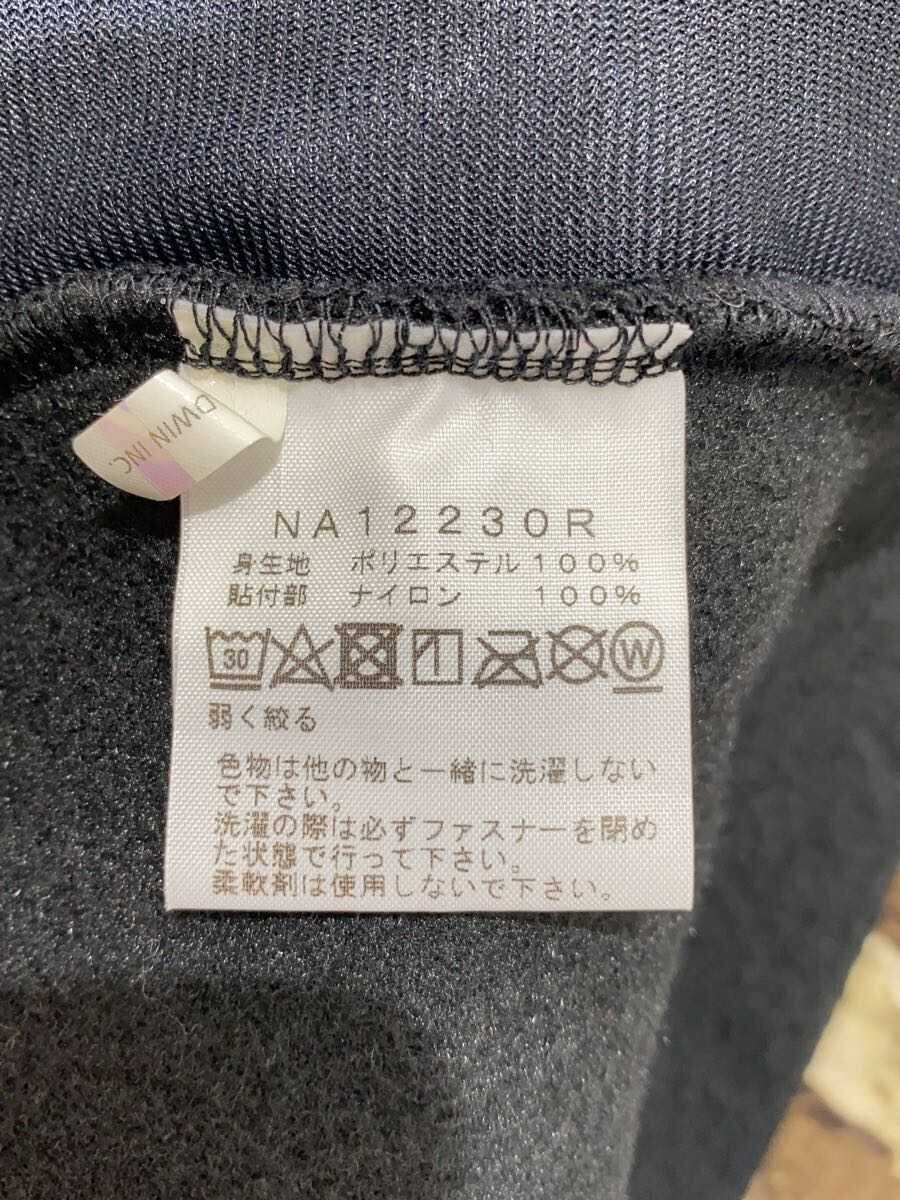 DWIN INC.
NA12230R
身生地 ポリエステル100%
貼付部 ナイロン 100%
30 W
弱く絞る
色物は他の物と一緒に洗濯しない
で下さい。
洗濯の際は必ずファスナーを閉め
た状態で行って下さい。
柔軟剤は使用しないで下さい。